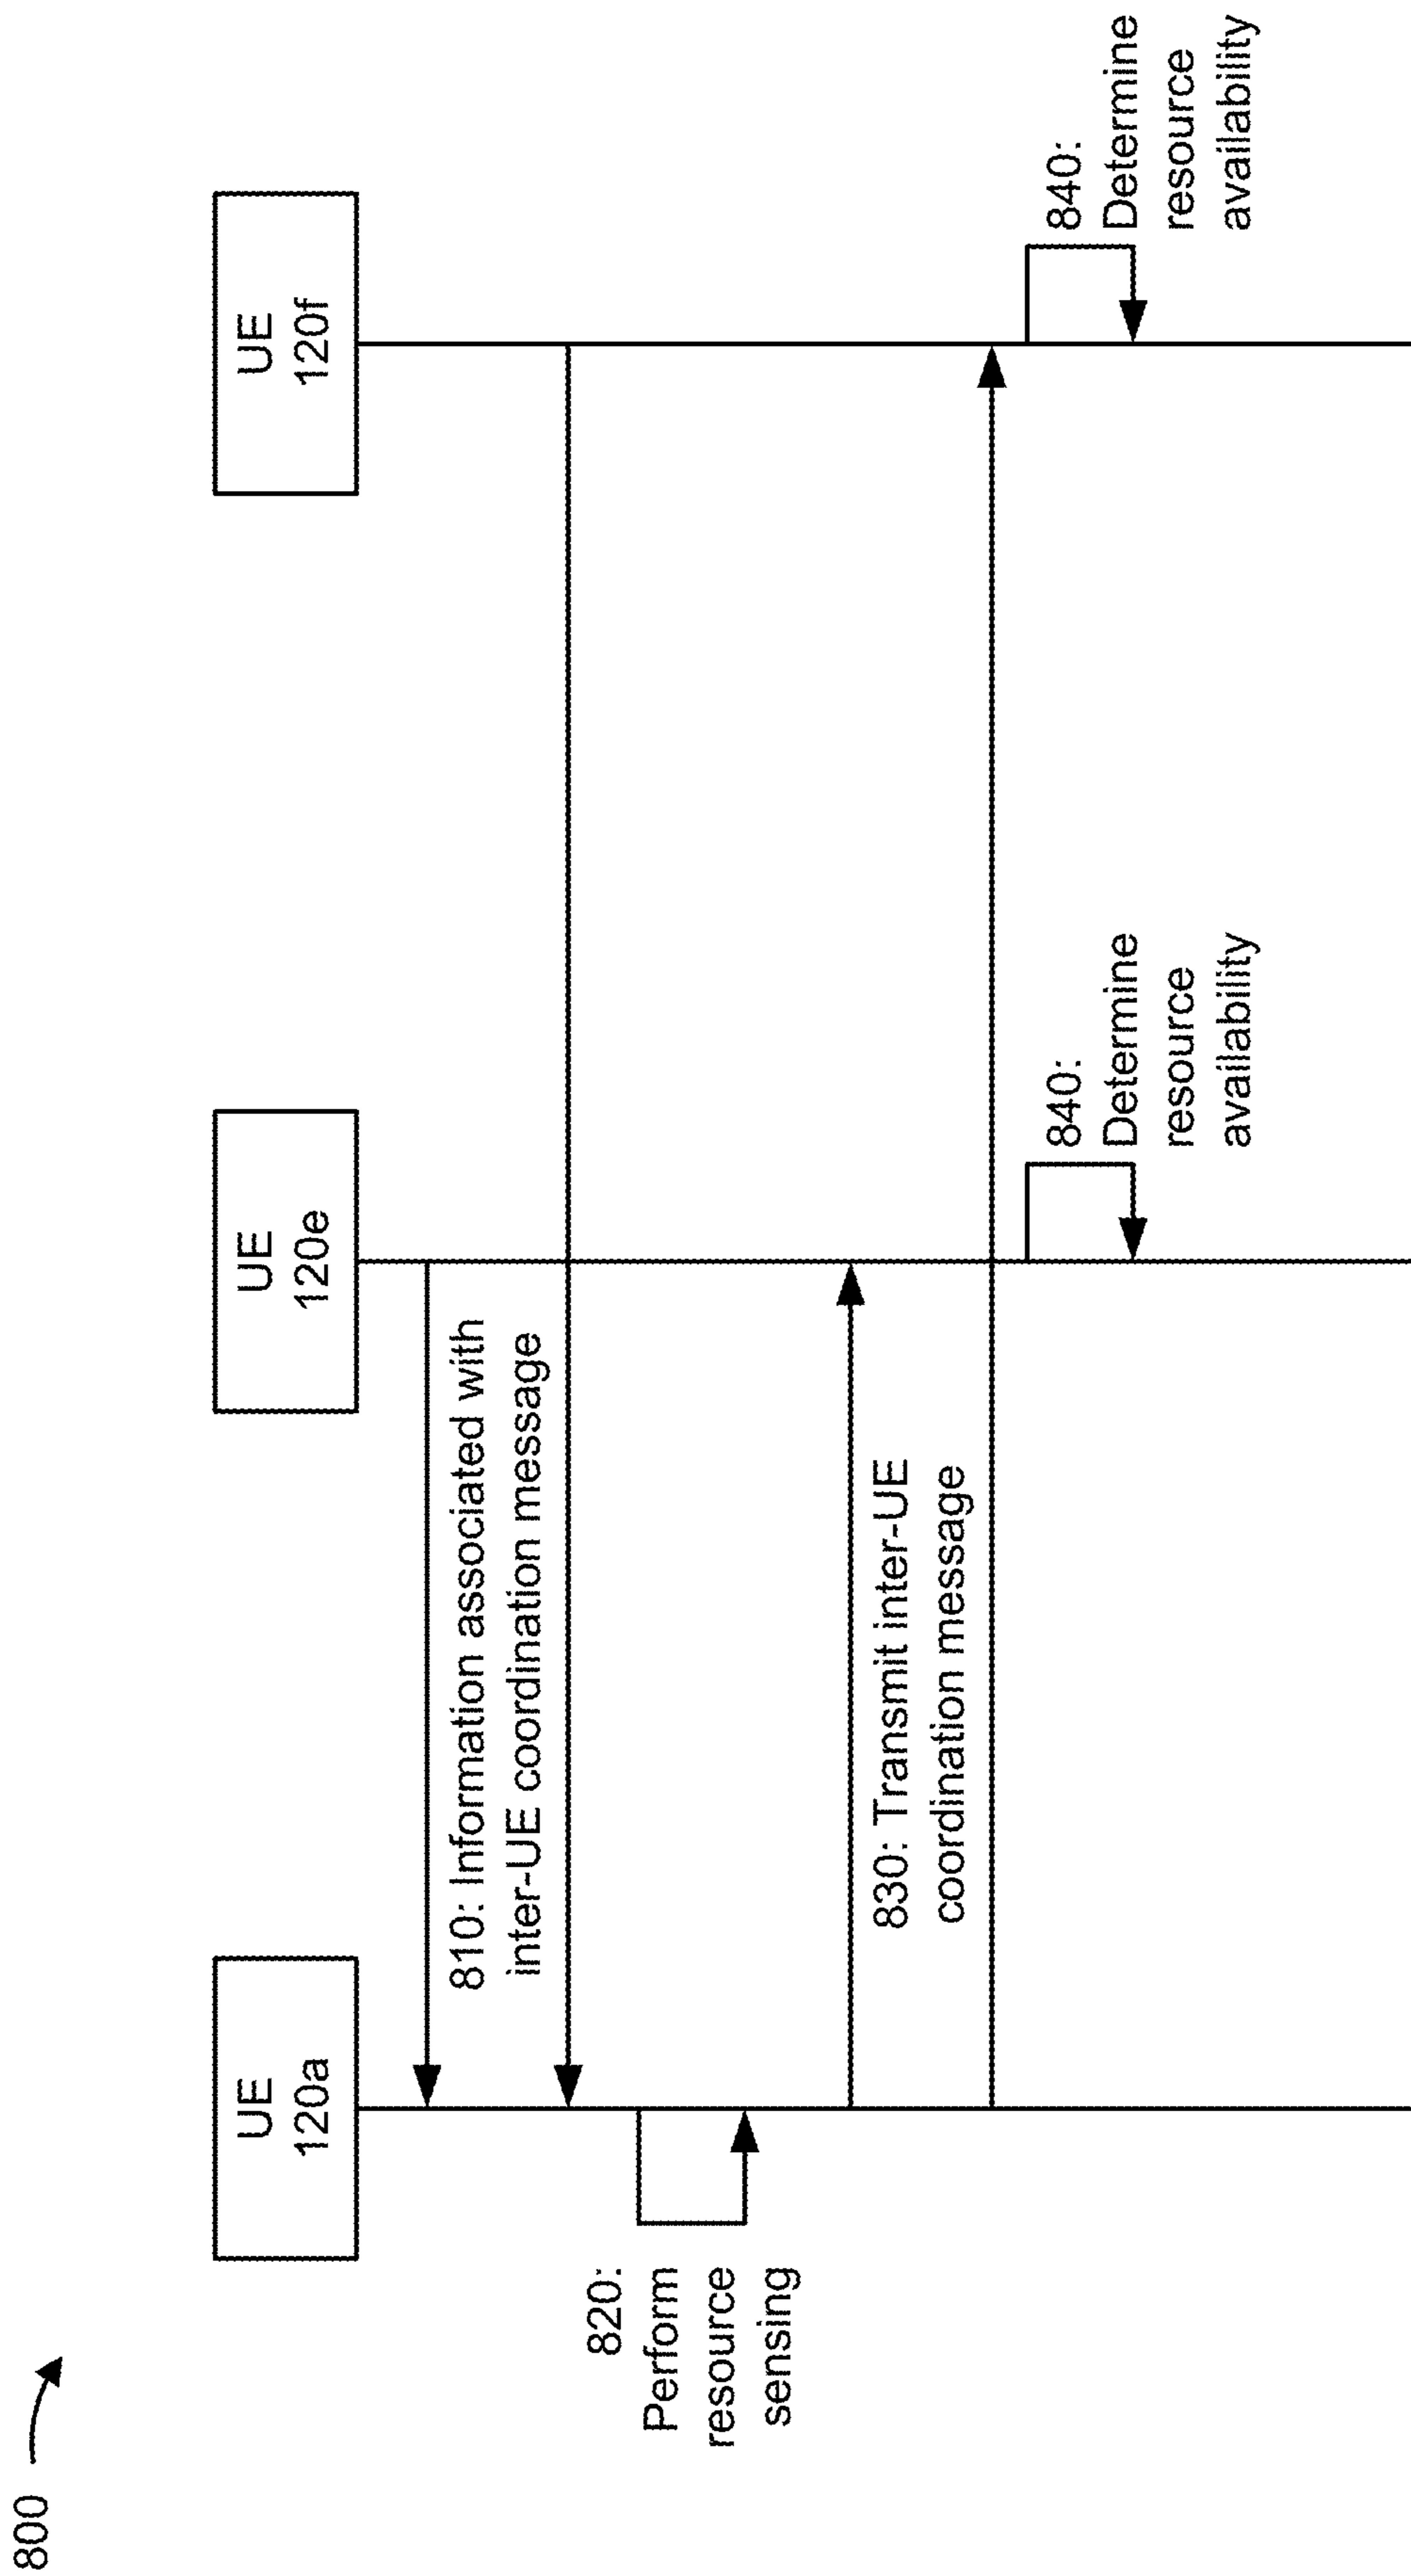 800
UE
120a
UE
120e
UE
120f
810: Information associated with
inter-UE coordination message
820:
Perform
resource
sensing
830: Transmit inter-UE
coordination message
840:
Determine
resource
availability
840:
Determine
resource
availability